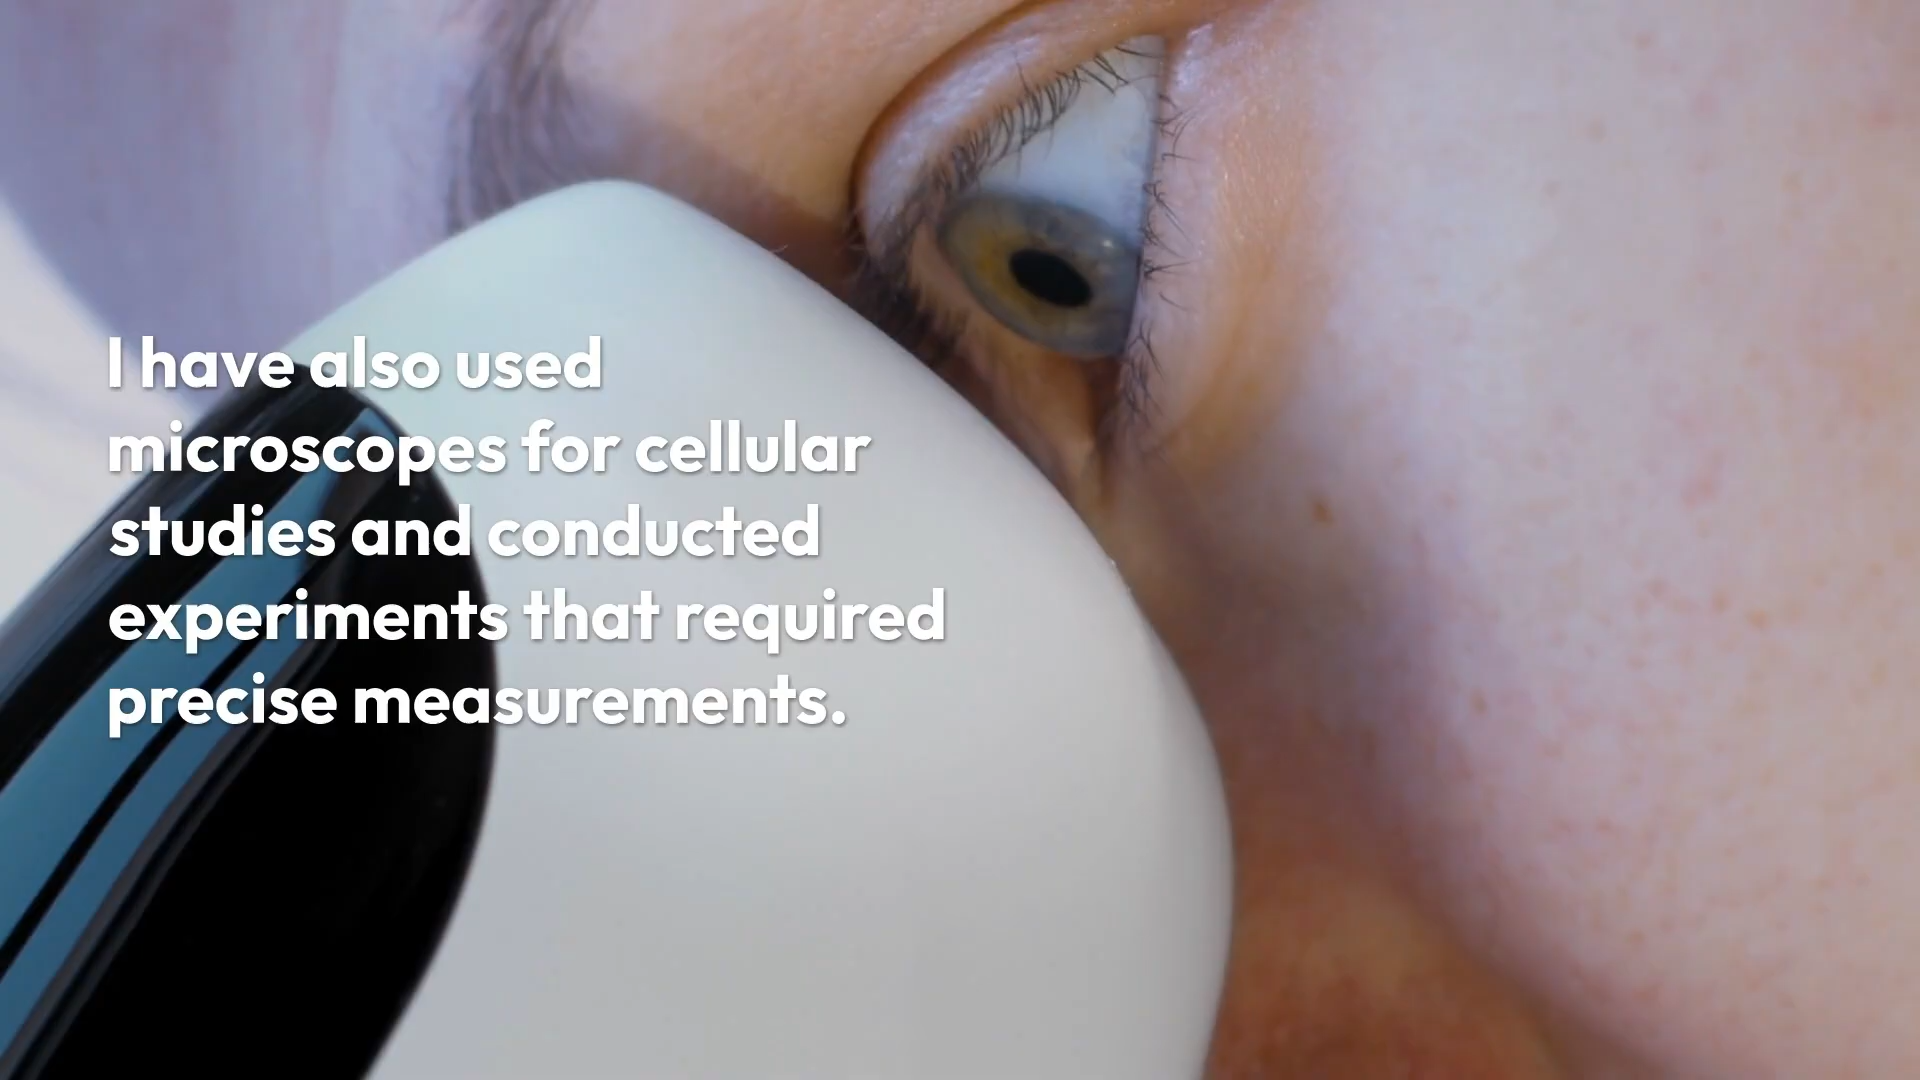 I have also used
microscopes for cellular
studies and conducted
experiments that required
precise measurements.